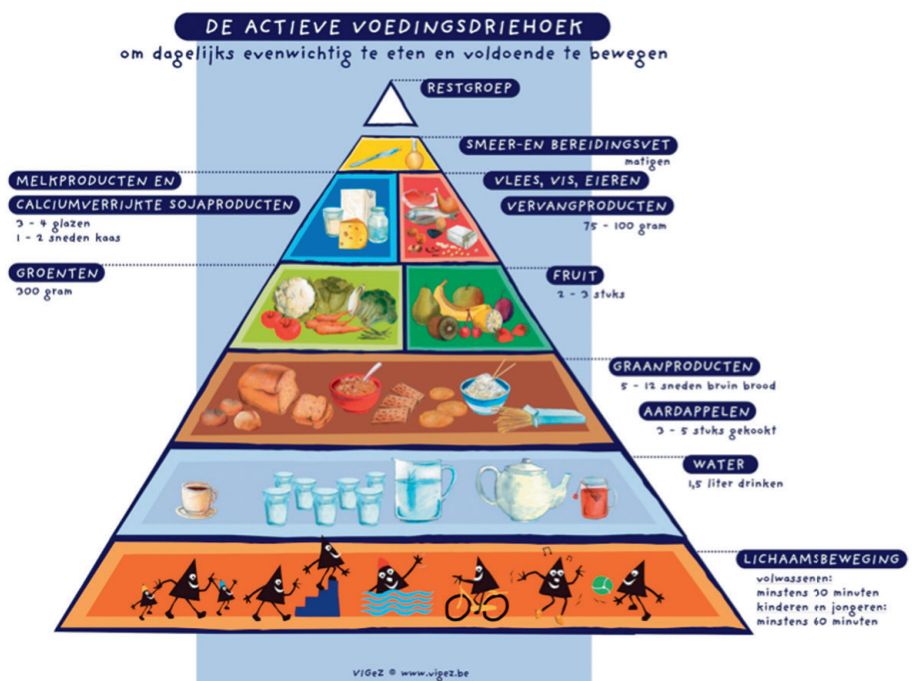 DE ACTIEVE VOEDINGSDRIEHOEK
om dagelijks evenwichtig te eten en voldoende te bewegen
RESTGROEP
SMEER-EN BEREIDINGSVET
matigen
MELKPRODUCTEN EN
CALCIUMVERRIJKTE SOJAPRODUCTEN
3 - 4 glazen
1 - 2 sneden kaas
VLEES, VIS, EIEREN
VERVANGPRODUCTEN
75 - 100 gram
GROENTEN
300 gram
FRUIT
2 - 3 stuks
GRAANPRODUCTEN
5 - 12 sneden bruin brood
AARDAPPELEN
3 - 5 stuks gekookt
WATER
1,5 liter drinken
LICHAAMSBEWEGING
volwassenen:
minstens 30 minuten
kinderen en jongeren:
minstens 60 minuten
VIGeZ © www.vigez.be